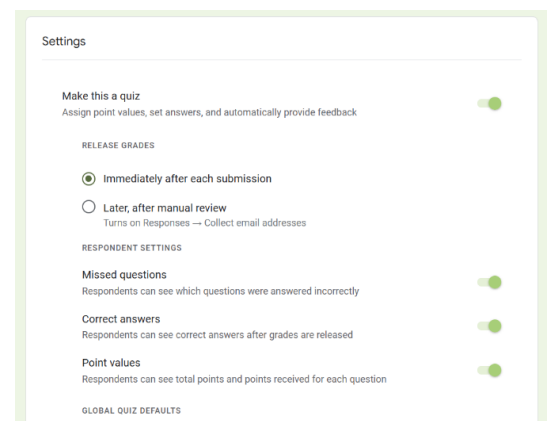 Settings
Make this a quiz
Assign point values, set answers, and automatically provide feedback
RELEASE GRADES
Immediately after each submission
Later, after manual review
Turns on Responses → Collect email addresses
RESPONDENT SETTINGS
Missed questions
Respondents can see which questions were answered incorrectly
Correct answers
Respondents can see correct answers after grades are released
Point values
Respondents can see total points and points received for each question
GLOBAL QUIZ DEFAULTS